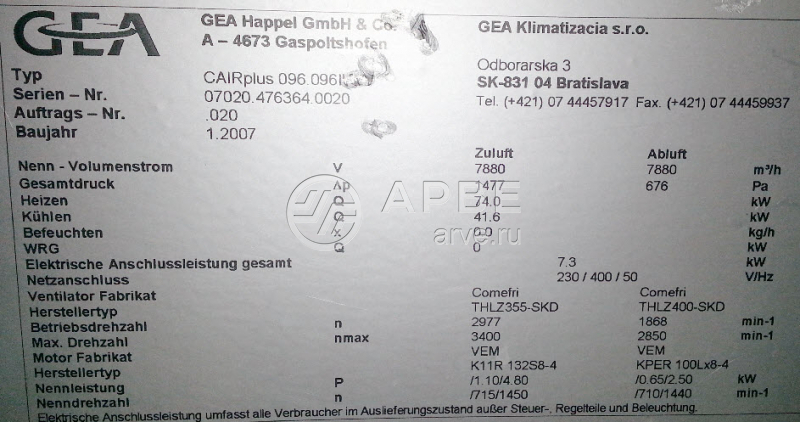 GEA
GEA Happel GmbH & Co.
A – 4673 Gaspoltshofen
GEA Klimatizacia s.r.o.
Odborarska 3
SK-831 04 Bratislava
Tel. (+421) 07 44457917 Fax. (+421) 07 44459937
Typ CAIRplus
Serien – Nr. 07020.476364.0020
Auftrags – Nr. .020
Baujahr 1.2007
Zuluft Abluft
Nenn - Volumenstrom V 7880 7880 m³/h
Gesamtdruck Δp 1477 676 Pa
Heizen Q 74.0 kW
Kühlen Q 41.6 kW
Befeuchten x 0.0 kg/h
WRG Q 0 kW
Elektrische Anschlussleistung gesamt 7.3 kW
Netzanschluss 230 / 400 / 50 V/Hz
Ventilator Fabrikat Comefri Comefri
Herstellertyp THLZ355-SKD THLZ400-SKD
Betriebsdrehzahl n 2977 1868 min-1
Max. Drehzahl nmax 3400 2850 min-1
Motor Fabrikat VEM VEM
Herstellertyp K11R 132S8-4 KPER 100Lx8-4
Nennleistung P /1.10/4.80 /0.65/2.50 kW
Nenndrehzahl n /715/1450 /710/1440 min-1
Elektrische Anschlussleistung umfasst alle Verbraucher im Auslieferungszustand außer Steuer-, Regelteile und Beleuchtung.
АРВЕ
arve.ru